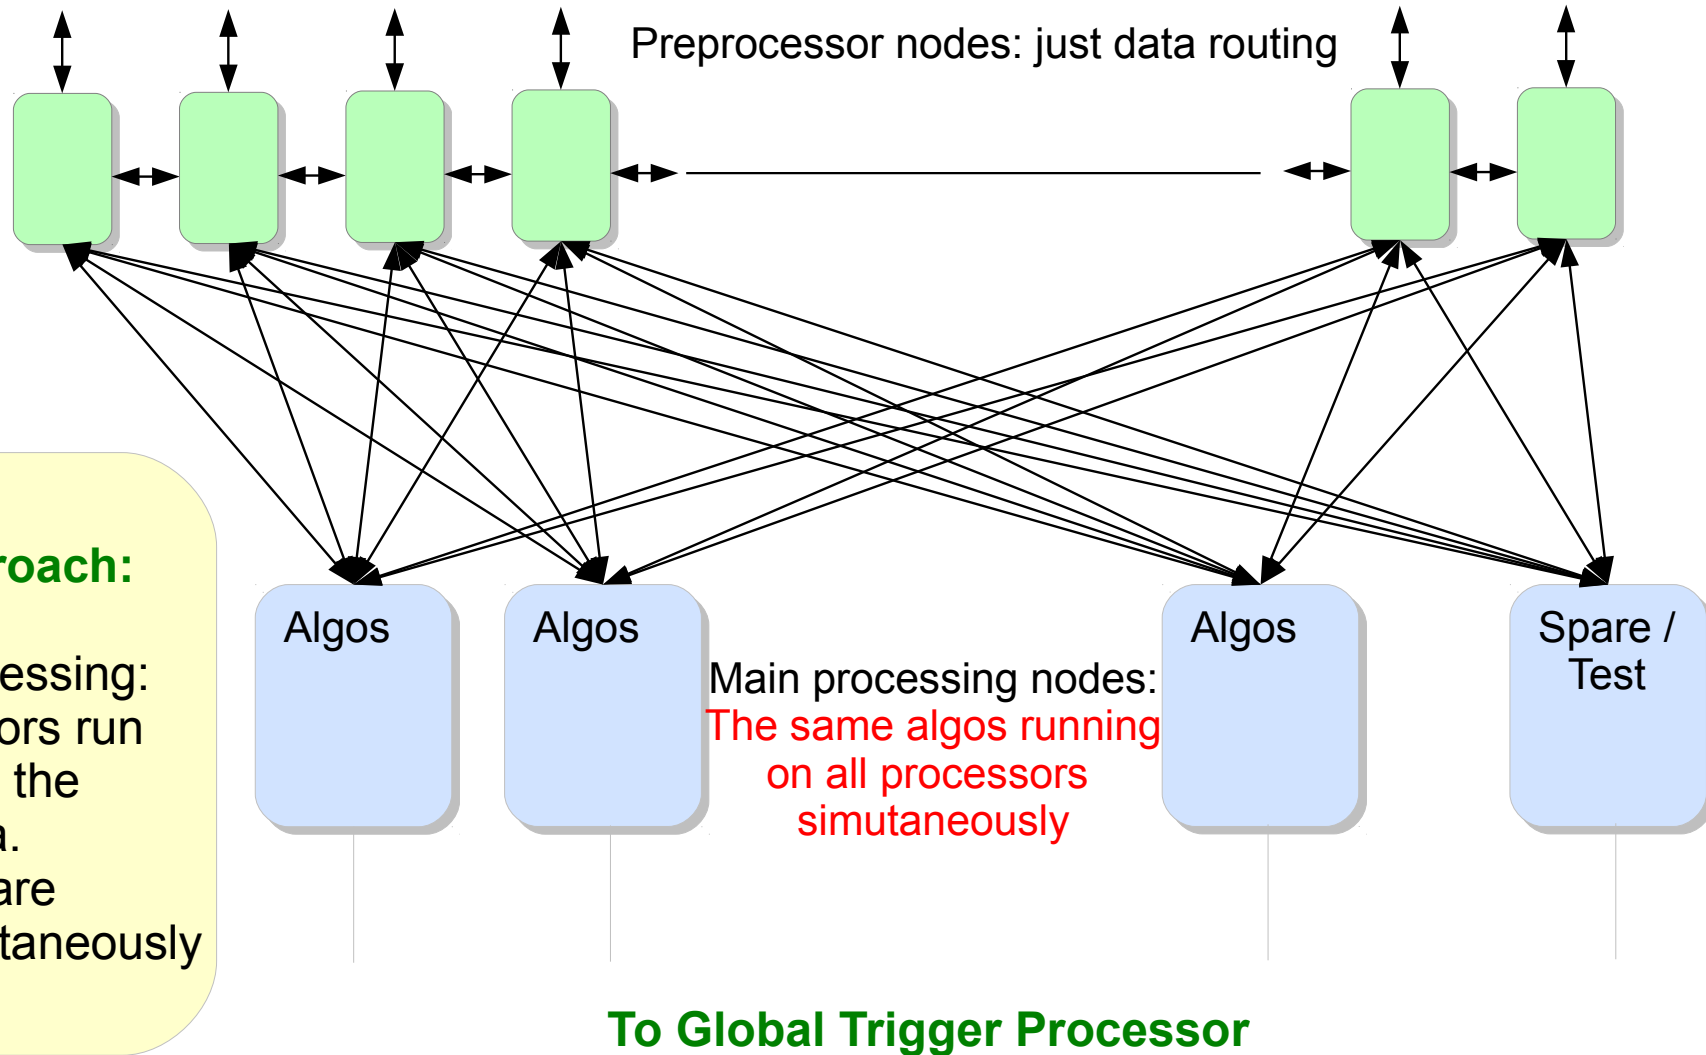 Preprocessor nodes: just data routing
roach:
essing:
ors run
the
a.
are
taneously
Algos
Algos
Main processing nodes:
The same algos running
on all processors
simutaneously
Algos
Spare /
Test
To Global Trigger Processor